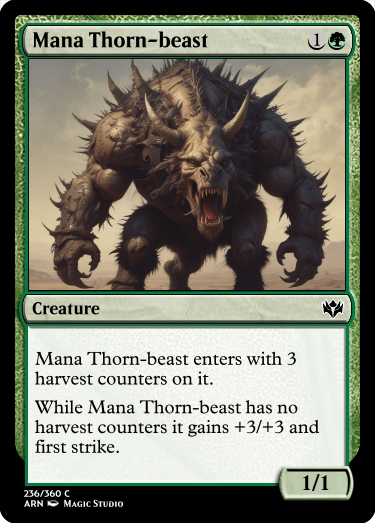 Mana Thorn-beast 1
Creature
Mana Thorn-beast enters with 3
harvest counters on it.
While Mana Thorn-beast has no
harvest counters it gains +3/+3 and
first strike.
1/1
236/360 C
ARN Magic Studio